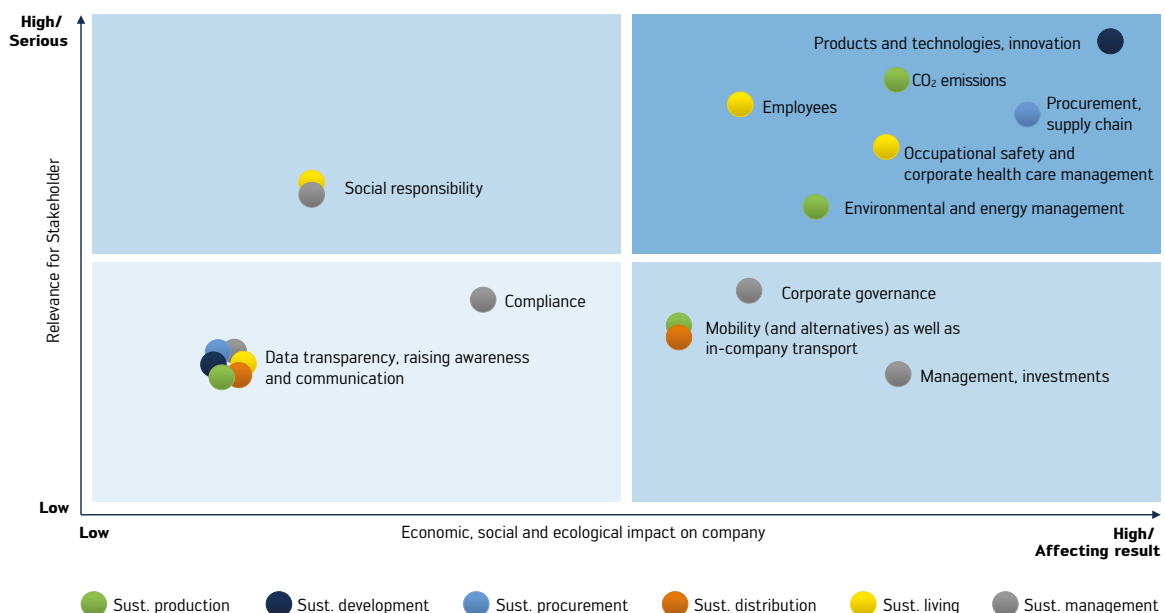 High/
Serious
Products and technologies, innovation
CO₂ emissions
Employees
Procurement,
supply chain
Occupational safety and
corporate health care management
Social responsibility
Environmental and energy management
Relevance for Stakeholder
Compliance
Corporate governance
Mobility (and alternatives) as well as
in-company transport
Data transparency, raising awareness
and communication
Management, investments
Low
Low
Economic, social and ecological impact on company
High/
Affecting result
Sust. production
Sust. development
Sust. procurement
Sust. distribution
Sust. living
Sust. management